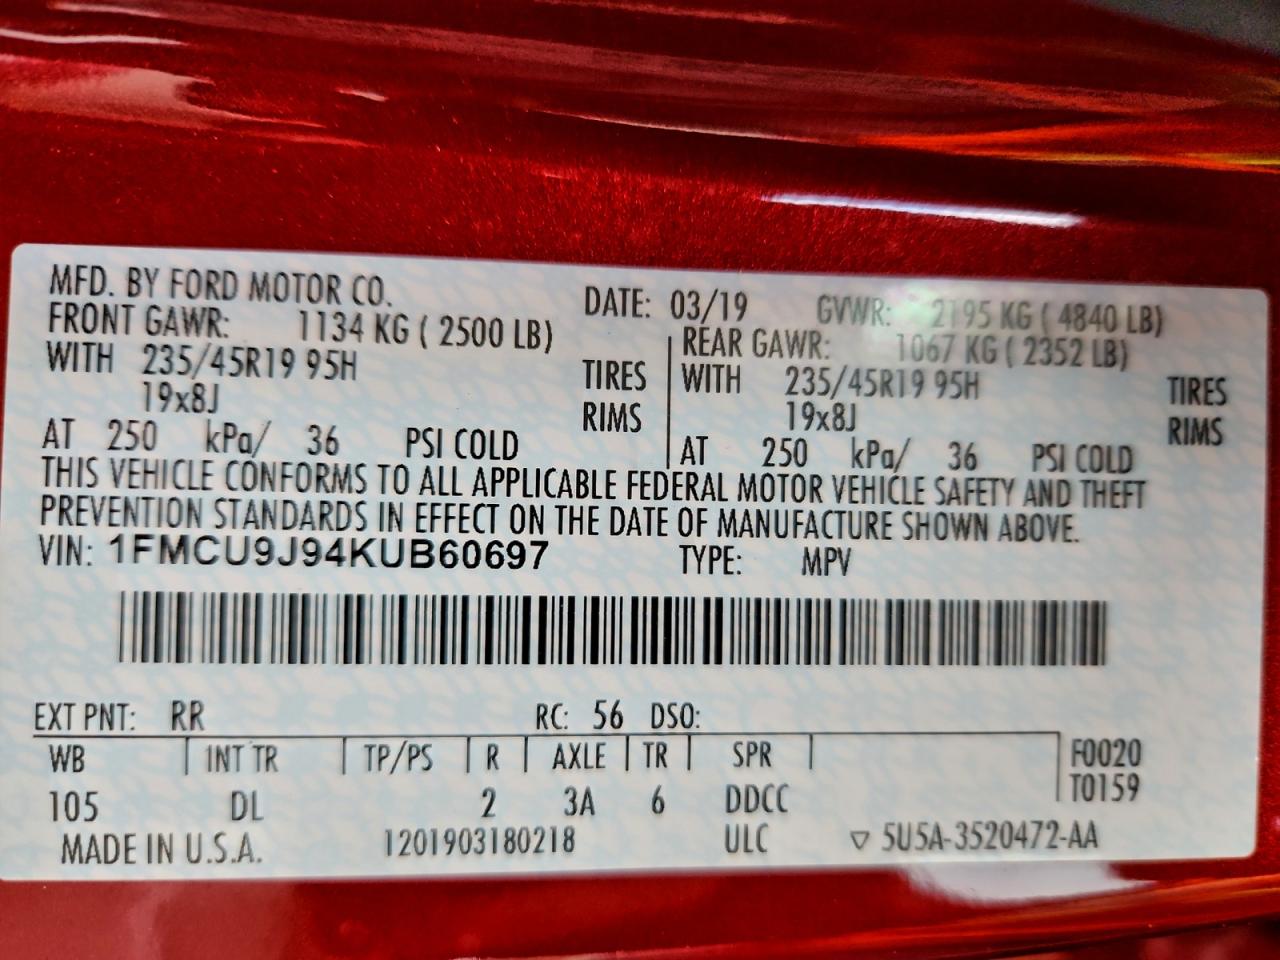 MFD. BY FORD MOTOR CO. DATE: 03/19 GVWR: 2195 KG ( 4840 LB)
FRONT GAWR: 1134 KG ( 2500 LB) REAR GAWR: 1067 KG ( 2352 LB)
WITH 235/45R19 95H TIRES WITH 235/45R19 95H TIRES
19x8J RIMS 19x8J RIMS
AT 250 kPa/ 36 PSI COLD AT 250 kPa/ 36 PSI COLD
THIS VEHICLE CONFORMS TO ALL APPLICABLE FEDERAL MOTOR VEHICLE SAFETY AND THEFT
PREVENTION STANDARDS IN EFFECT ON THE DATE OF MANUFACTURE SHOWN ABOVE.
VIN: 1FMCU9J94KUB60697 TYPE: MPV
EXT PNT: RR RC: 56 DSO:
WB INT TR TP/PS R AXLE TR SPR F0020
105 DL 2 3A 6 DDCC T0159
MADE IN U.S.A. 1201903180218 ULC ▽ 5U5A-3520472-AA